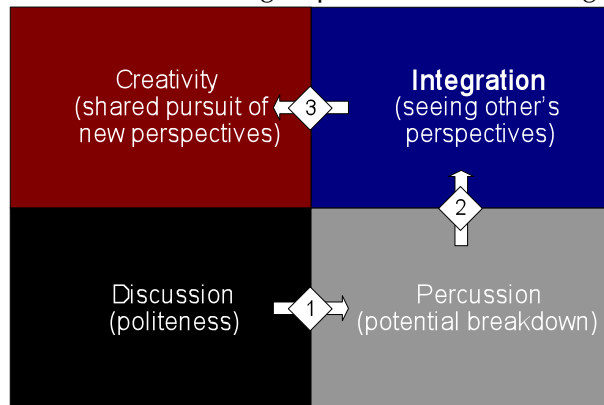 Creativity
(shared pursuit of
new perspectives)
3
Integration
(seeing other's
perspectives)
2
Discussion
(politeness)
1
Percussion
(potential breakdown)